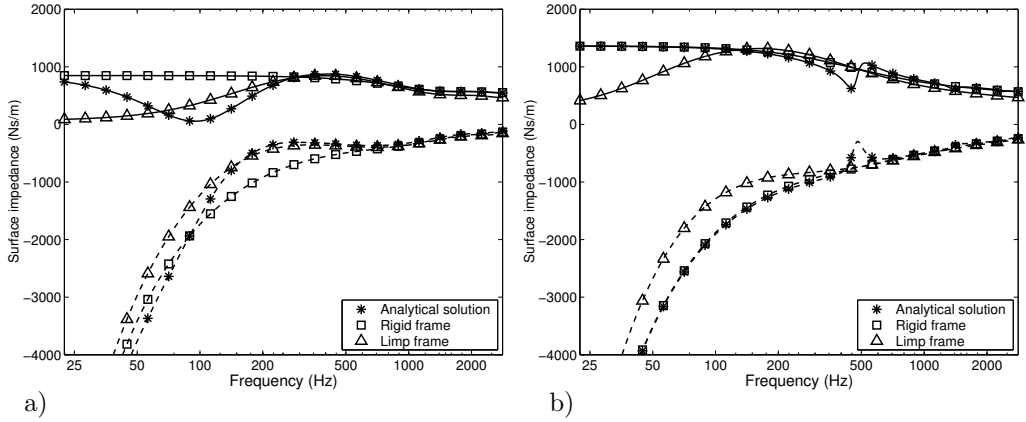 2000
1000
0
−1000
−2000
−3000
−4000
Surface impedance (Ns/m)
25 50 100 200 500 1000 2000
Frequency (Hz)
Analytical solution
Rigid frame
Limp frame
a)
2000
1000
0
−1000
−2000
−3000
−4000
Surface impedance (Ns/m)
25 50 100 200 500 1000 2000
Frequency (Hz)
Analytical solution
Rigid frame
Limp frame
b)